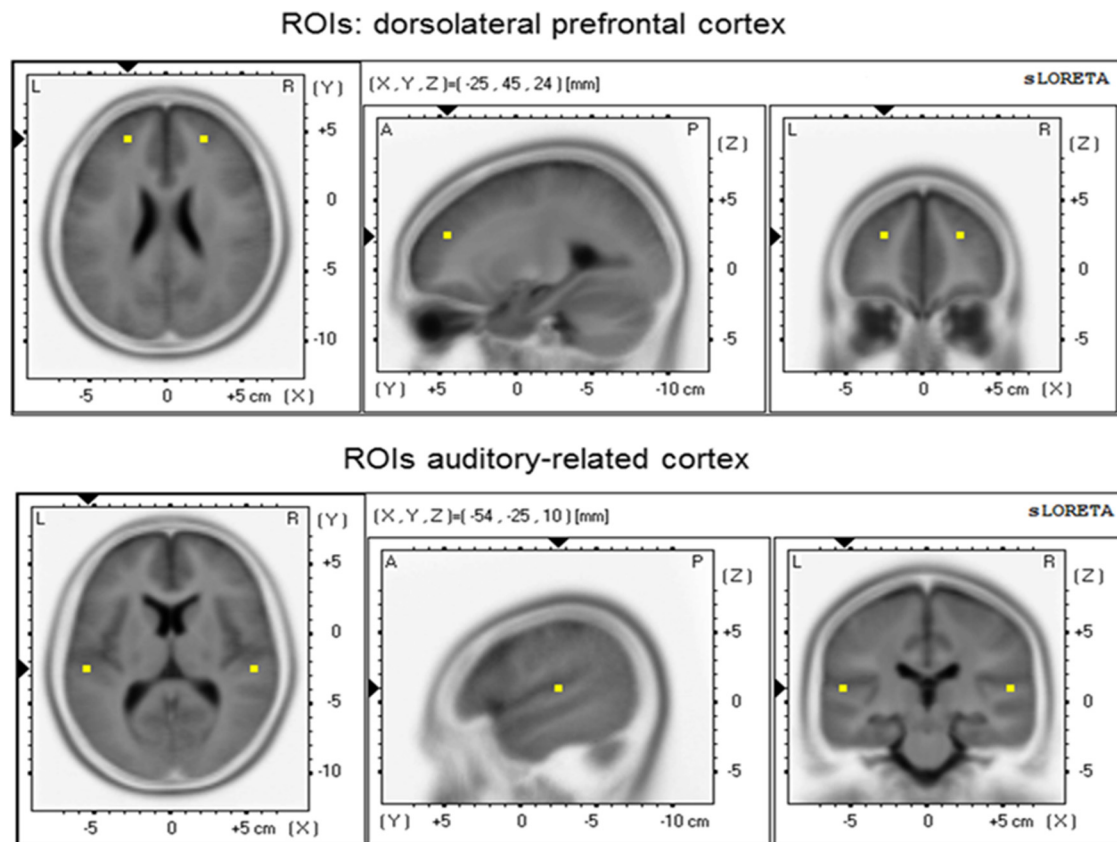 ROIs: dorsolateral prefrontal cortex
L R (Y) (X,Y,Z)=(-25,45,24)[mm] sLORETA
A P (Z) L R (Z)
+5 0 -5 -10
+5 0 -5
+5 0 -5
-5 0 +5 cm (X) (Y) +5 0 -5 -10 cm -5 0 +5 cm (X)
ROIs auditory-related cortex
L R (Y) (X,Y,Z)=(-54,-25,10)[mm] sLORETA
A P (Z) L R (Z)
+5 0 -5 -10
+5 0 -5
+5 0 -5
-5 0 +5 cm (X) (Y) +5 0 -5 -10 cm -5 0 +5 cm (X)